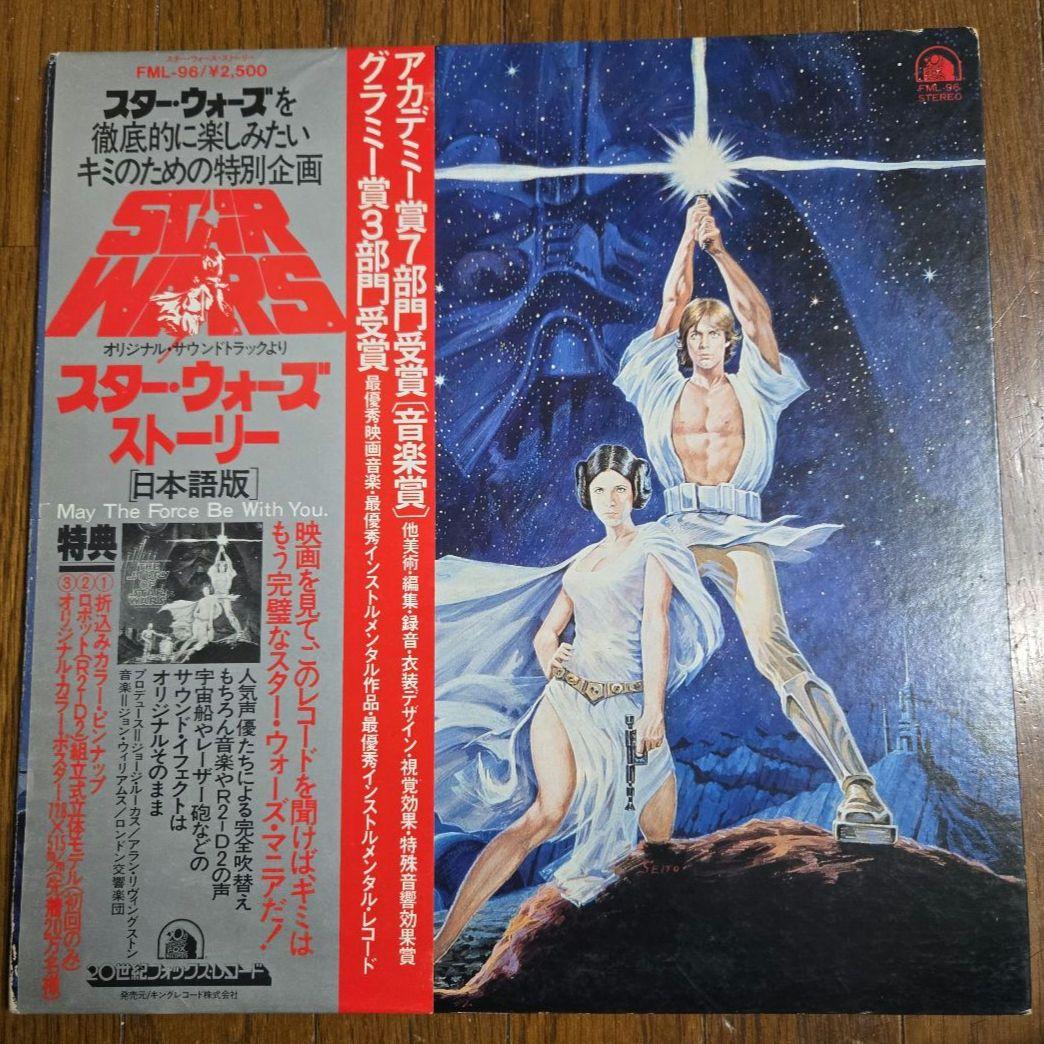 スター・ウォーズ・ストーリー
FML-96/¥2,500
スター・ウォーズを
徹底的に楽しみたい
キミのための特別企画
STAR
WARS
オリジナル・サウンドトラックより
スター・ウォーズ
ストーリー
[日本語版]
May The Force Be With You.
映画を見て、このレコードを聞けば、キミは
もう完璧なスター・ウォーズ・マニアだ!
特典
①折込みカラー・ピンナップ
②ロボット(R2-D2)組立式立体モデル(初回のみ)
③オリジナル・カラーポスター
THE
STORY
OF
STAR WARS
人気声優たちによる完全吹替え
もちろん音楽やR2-D2の声
宇宙船やレーザー砲などの
サウンド・イフェクトは
オリジナルそのまま
プロデュース=ジョージ・ルーカス/アラン・リヴィングストン
音楽=ジョン・ウィリアムス/ロンドン交響楽団
20世紀フォックスレコード
発売元/キングレコード株式会社
アカデミー賞7部門受賞〔音楽賞〕他美術・編集・録音・衣装デザイン・視覚効果・特殊音響効果賞
グラミー賞3部門受賞 最優秀映画音楽・最優秀インストルメンタル作品・最優秀インストルメンタル・レコード
FML-96
STEREO
SEITO